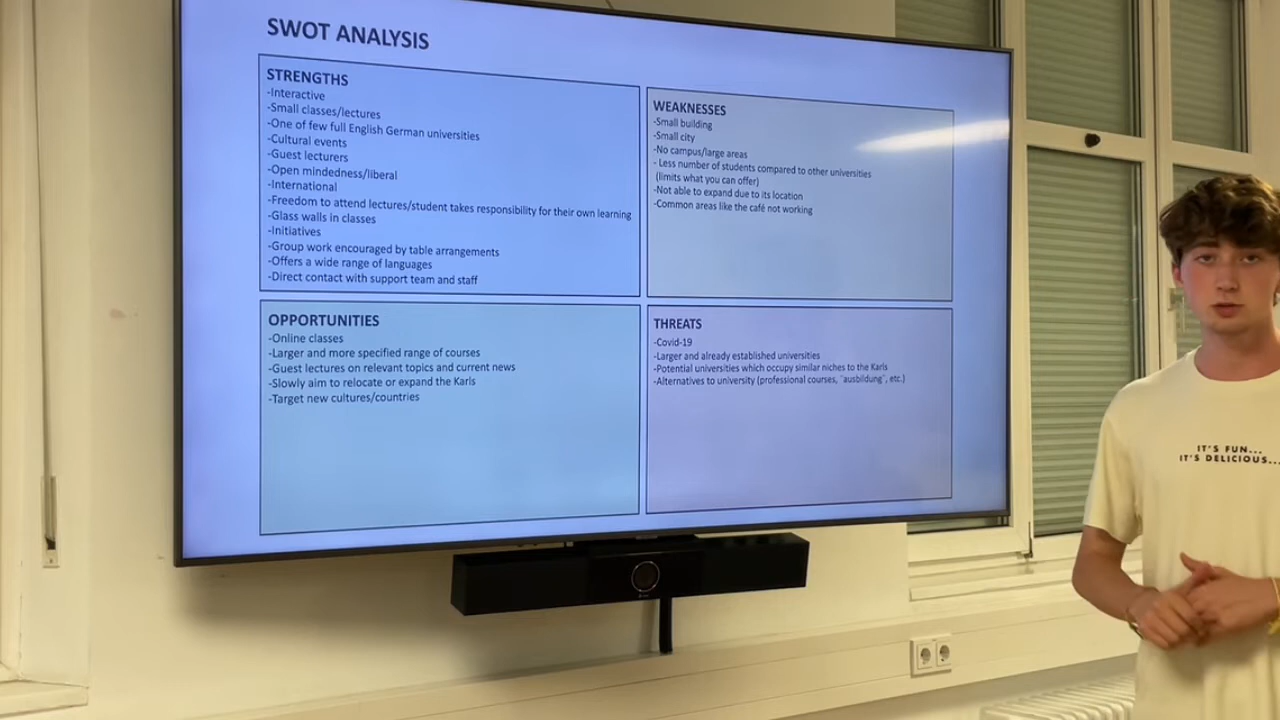 SWOT ANALYSIS
STRENGTHS
-Interactive
-Small classes/lectures
-One of few full English German universities
-Cultural events
-Guest lecturers
-Open mindedness/liberal
-International
-Freedom to attend lectures/student takes responsibility for their own learning
-Glass walls in classes
-Initiatives
-Group work encouraged by table arrangements
-Offers a wide range of languages
-Direct contact with support team and staff
WEAKNESSES
-Small building
-Small city
-No campus/large areas
- Less number of students compared to other universities
(limits what you can offer)
-Not able to expand due to its location
-Common areas like the café not working
OPPORTUNITIES
-Online classes
-Larger and more specified range of courses
-Guest lectures on relevant topics and current news
-Slowly aim to relocate or expand the Karls
-Target new cultures/countries
THREATS
-Covid-19
-Larger and already established universities
-Potential universities which occupy similar niches to the Karls
-Alternatives to university (professional courses, "ausbildung", etc.)
IT'S FUN...
IT'S DELICIOUS...